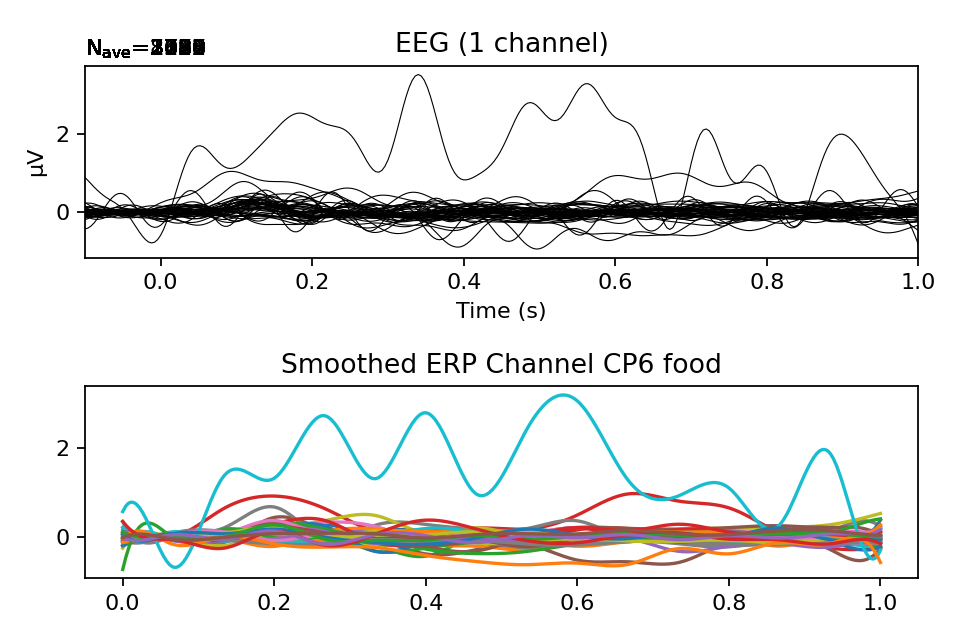 N_ave=
EEG (1 channel)
µV
2
0
0.0 0.2 0.4 0.6 0.8 1.0
Time (s)
Smoothed ERP Channel CP6 food
2
0
0.0 0.2 0.4 0.6 0.8 1.0